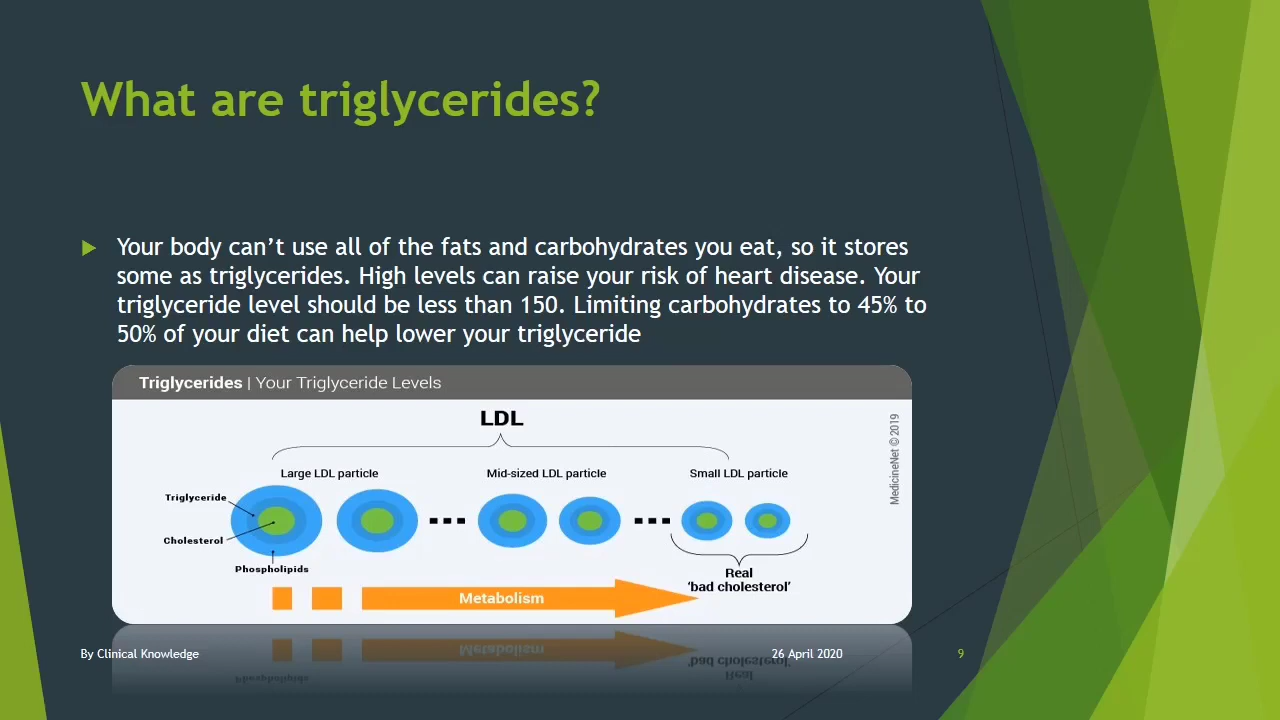 What are triglycerides?
Your body can’t use all of the fats and carbohydrates you eat, so it stores
some as triglycerides. High levels can raise your risk of heart disease. Your
triglyceride level should be less than 150. Limiting carbohydrates to 45% to
50% of your diet can help lower your triglyceride
Triglycerides | Your Triglyceride Levels
LDL
Large LDL particle
Mid-sized LDL particle
Small LDL particle
Triglyceride
Cholesterol
Phospholipids
Real
‘bad cholesterol’
Metabolism
MedicineNet © 2019
By Clinical Knowledge
26 April 2020
9